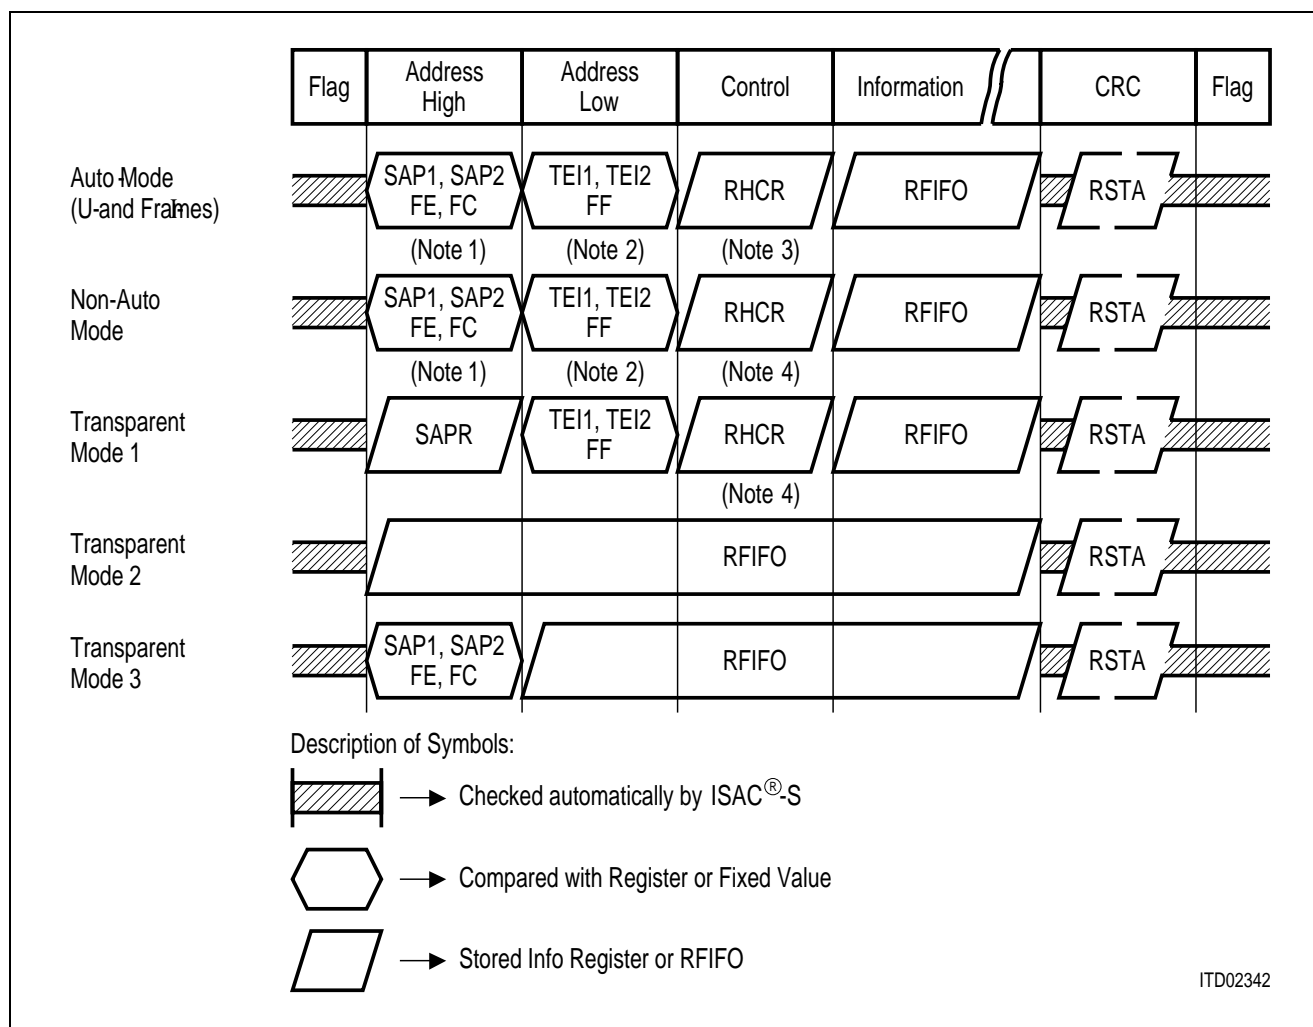 Flag Address High Address Low Control Information CRC Flag
Auto-Mode
(U-and I-Frames)
SAP1, SAP2
FE, FC
TEI1, TEI2
FF
RHCR
RFIFO
RSTA
(Note 1) (Note 2) (Note 3)
Non-Auto
Mode
SAP1, SAP2
FE, FC
TEI1, TEI2
FF
RHCR
RFIFO
RSTA
(Note 1) (Note 2) (Note 4)
Transparent
Mode 1
SAPR
TEI1, TEI2
FF
RHCR
RFIFO
RSTA
(Note 4)
Transparent
Mode 2
RFIFO
RSTA
Transparent
Mode 3
SAP1, SAP2
FE, FC
RFIFO
RSTA
Description of Symbols:
Checked automatically by ISAC®-S
Compared with Register or Fixed Value
Stored Info Register or RFIFO
ITD02342